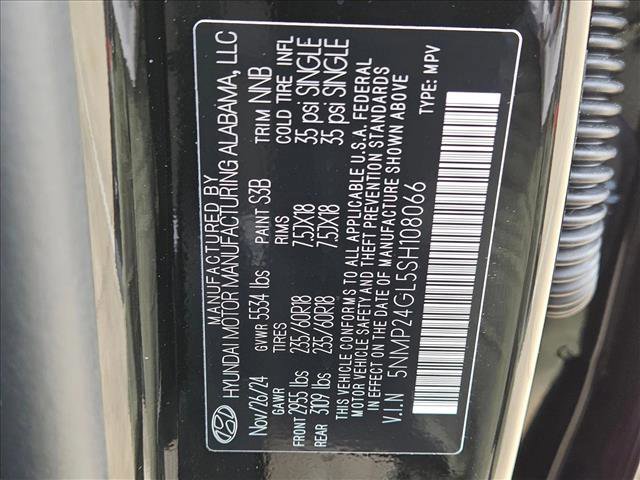 MANUFACTURED BY
HYUNDAI MOTOR MANUFACTURING ALABAMA, LLC
Nov/26/24 GVWR 5534 lbs PAINT S3B TRIM NNB
GAWR TIRES RIMS COLD TIRE INFL
FRONT 2955 lbs 235/60R18 7.5JX18 35 psi SINGLE
REAR 3109 lbs 235/60R18 7.5JX18 35 psi SINGLE
THIS VEHICLE CONFORMS TO ALL APPLICABLE U.S.A. FEDERAL
MOTOR VEHICLE SAFETY AND THEFT PREVENTION STANDARDS
IN EFFECT ON THE DATE OF MANUFACTURE SHOWN ABOVE
V.I.N 5NMP24GL5SH108066 TYPE: MPV